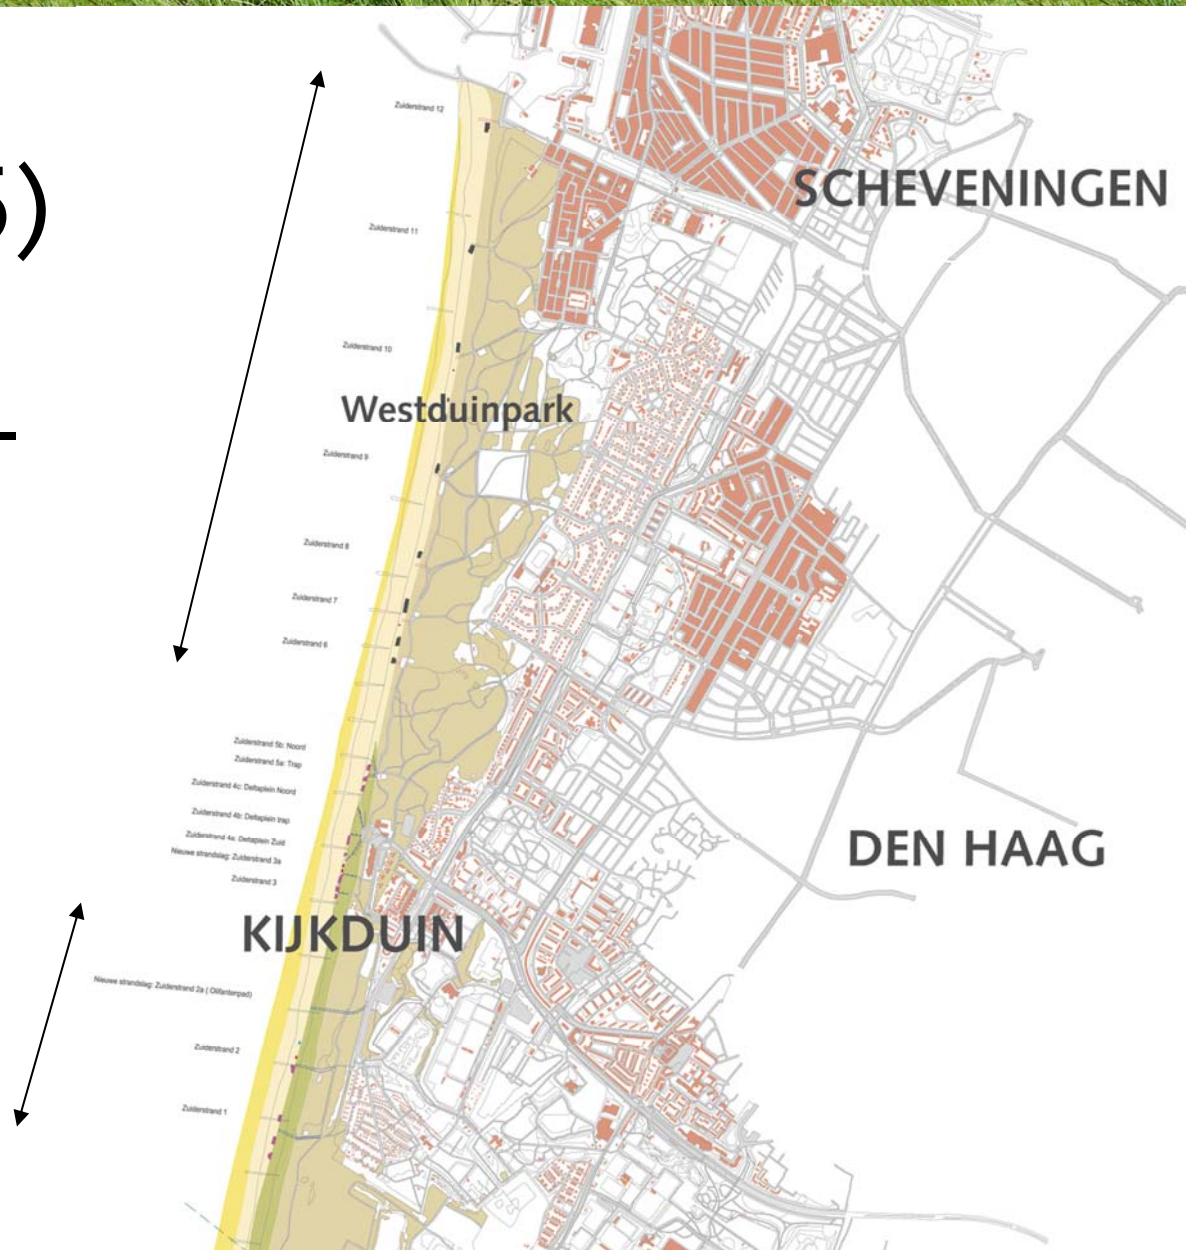 Zuiderstrand 12
5)
SCHEVENINGEN
Zuiderstrand 11
Zuiderstrand 10
Westduinpark
Zuiderstrand 9
Zuiderstrand 8
Zuiderstrand 7
Zuiderstrand 6
Zuiderstrand 5b: Noord
Zuiderstrand 5a: Trap
Zuiderstrand 4c: Deltaplein Noord
Zuiderstrand 4b: Deltaplein trap
Zuiderstrand 4a: Deltaplein Zuid
Nieuwe strandslag: Zuiderstrand 3a
Zuiderstrand 3
DEN HAAG
KIJKDUIN
Nieuwe strandslag: Zuiderstrand 2a ( Olifantenpad)
Zuiderstrand 2
Zuiderstrand 1